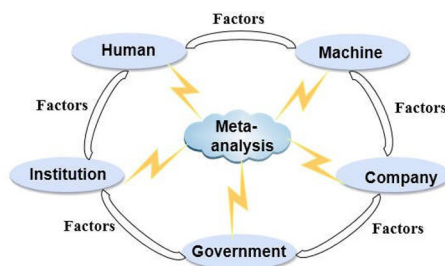 Factors
Human
Machine
Factors
Factors
Meta-
analysis
Institution
Company
Factors
Factors
Government